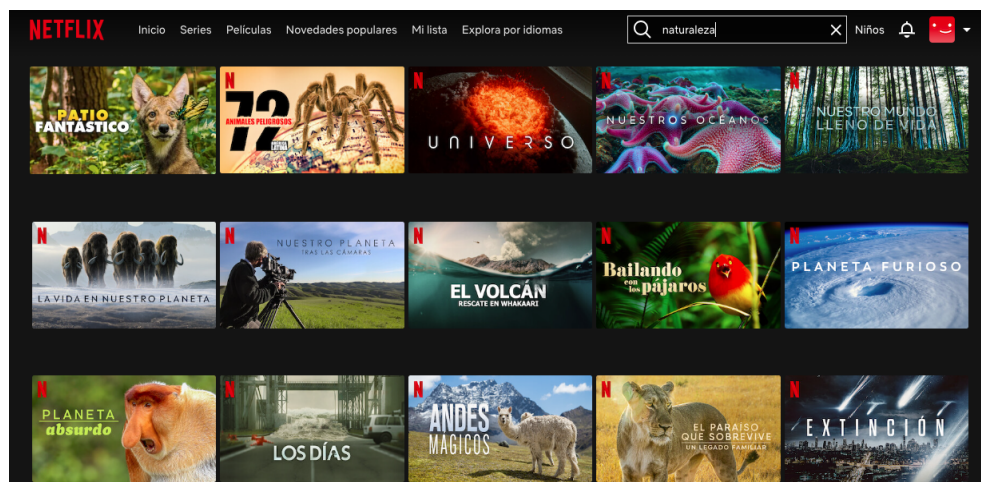 NETFLIX
Inicio
Series
Películas
Novedades populares
Mi lista
Explora por idiomas
naturaleza
Niños
PATIO
FANTÁSTICO
72
ANIMALES PELIGROSOS
AMÉRICA
LATINA
UNIVERSO
NUESTROS OCÉANOS
NUESTRO MUNDO
LLENO DE VIDA
LA VIDA EN NUESTRO PLANETA
NUESTRO PLANETA
TRAS LAS CÁMARAS
EL VOLCÁN
RESCATE EN WHAKAARI
Bailando
con
los pájaros
PLANETA FURIOSO
PLANETA
absurdo
LOS DÍAS
ANDES
MÁGICOS
EL PARAÍSO
QUE SOBREVIVE
UN LEGADO FAMILIAR
EXTINCIÓN